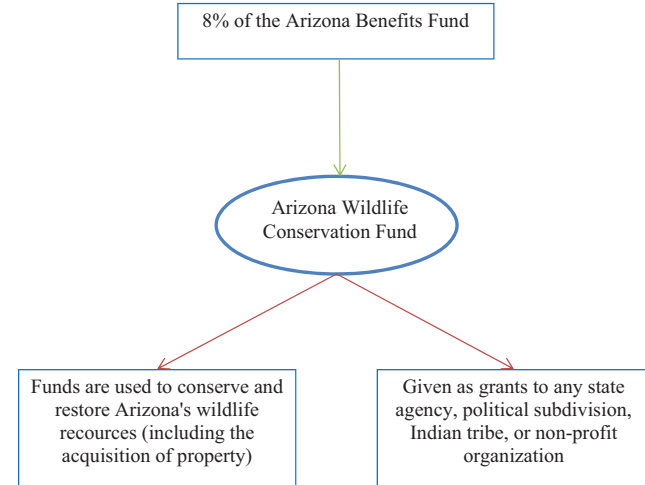 8% of the Arizona Benefits Fund
Arizona Wildlife
Conservation Fund
Funds are used to conserve and
restore Arizona's wildlife
recources (including the
acquisition of property)
Given as grants to any state
agency, political subdivision,
Indian tribe, or non-profit
organization